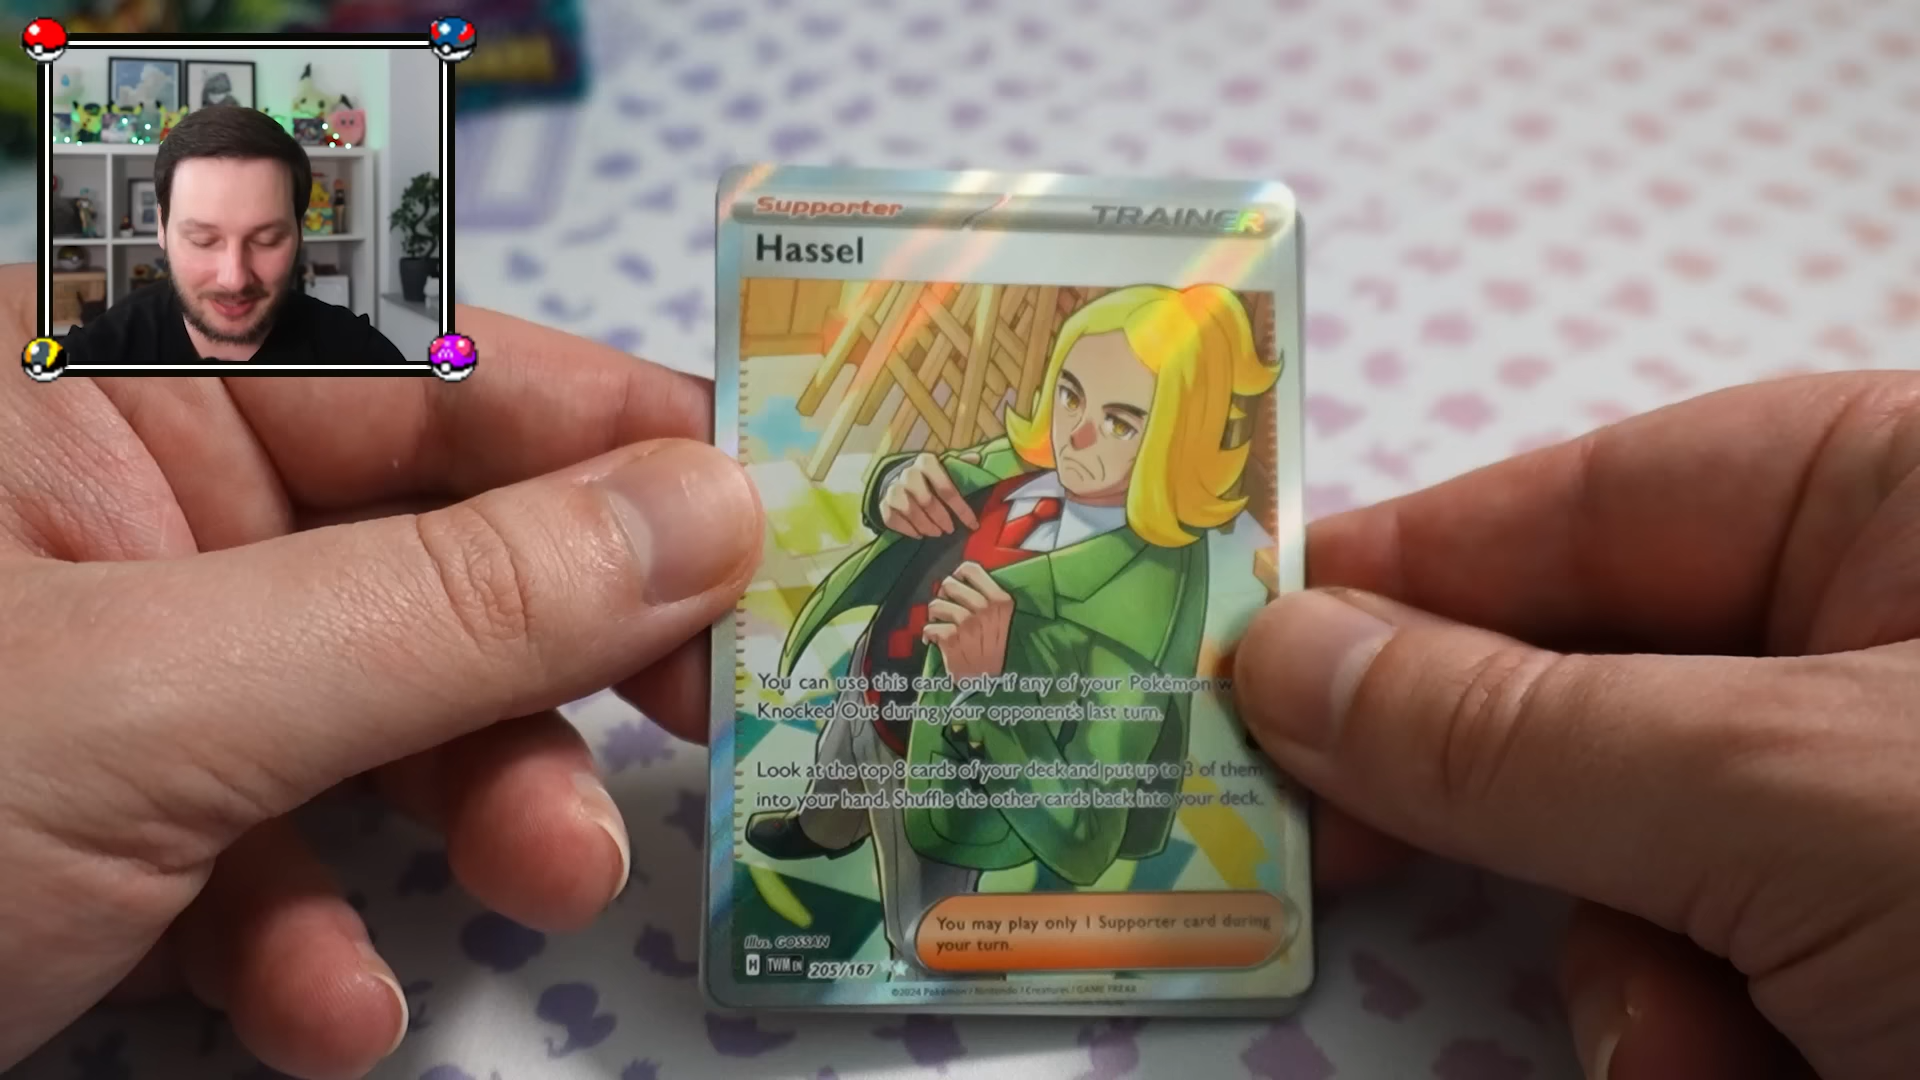 Supporter
TRAINER
Hassel
You can use this card only if any of your Pokémon w
Knocked Out during your opponent's last turn.
Look at the top 8 cards of your deck and put up to 3 of them
into your hand. Shuffle the other cards back into your deck.
You may play only 1 Supporter card during
your turn.
Illus. GOSSAN
H TWM EN 205/167
©2024 Pokémon / Nintendo / Creatures / GAME FREAK